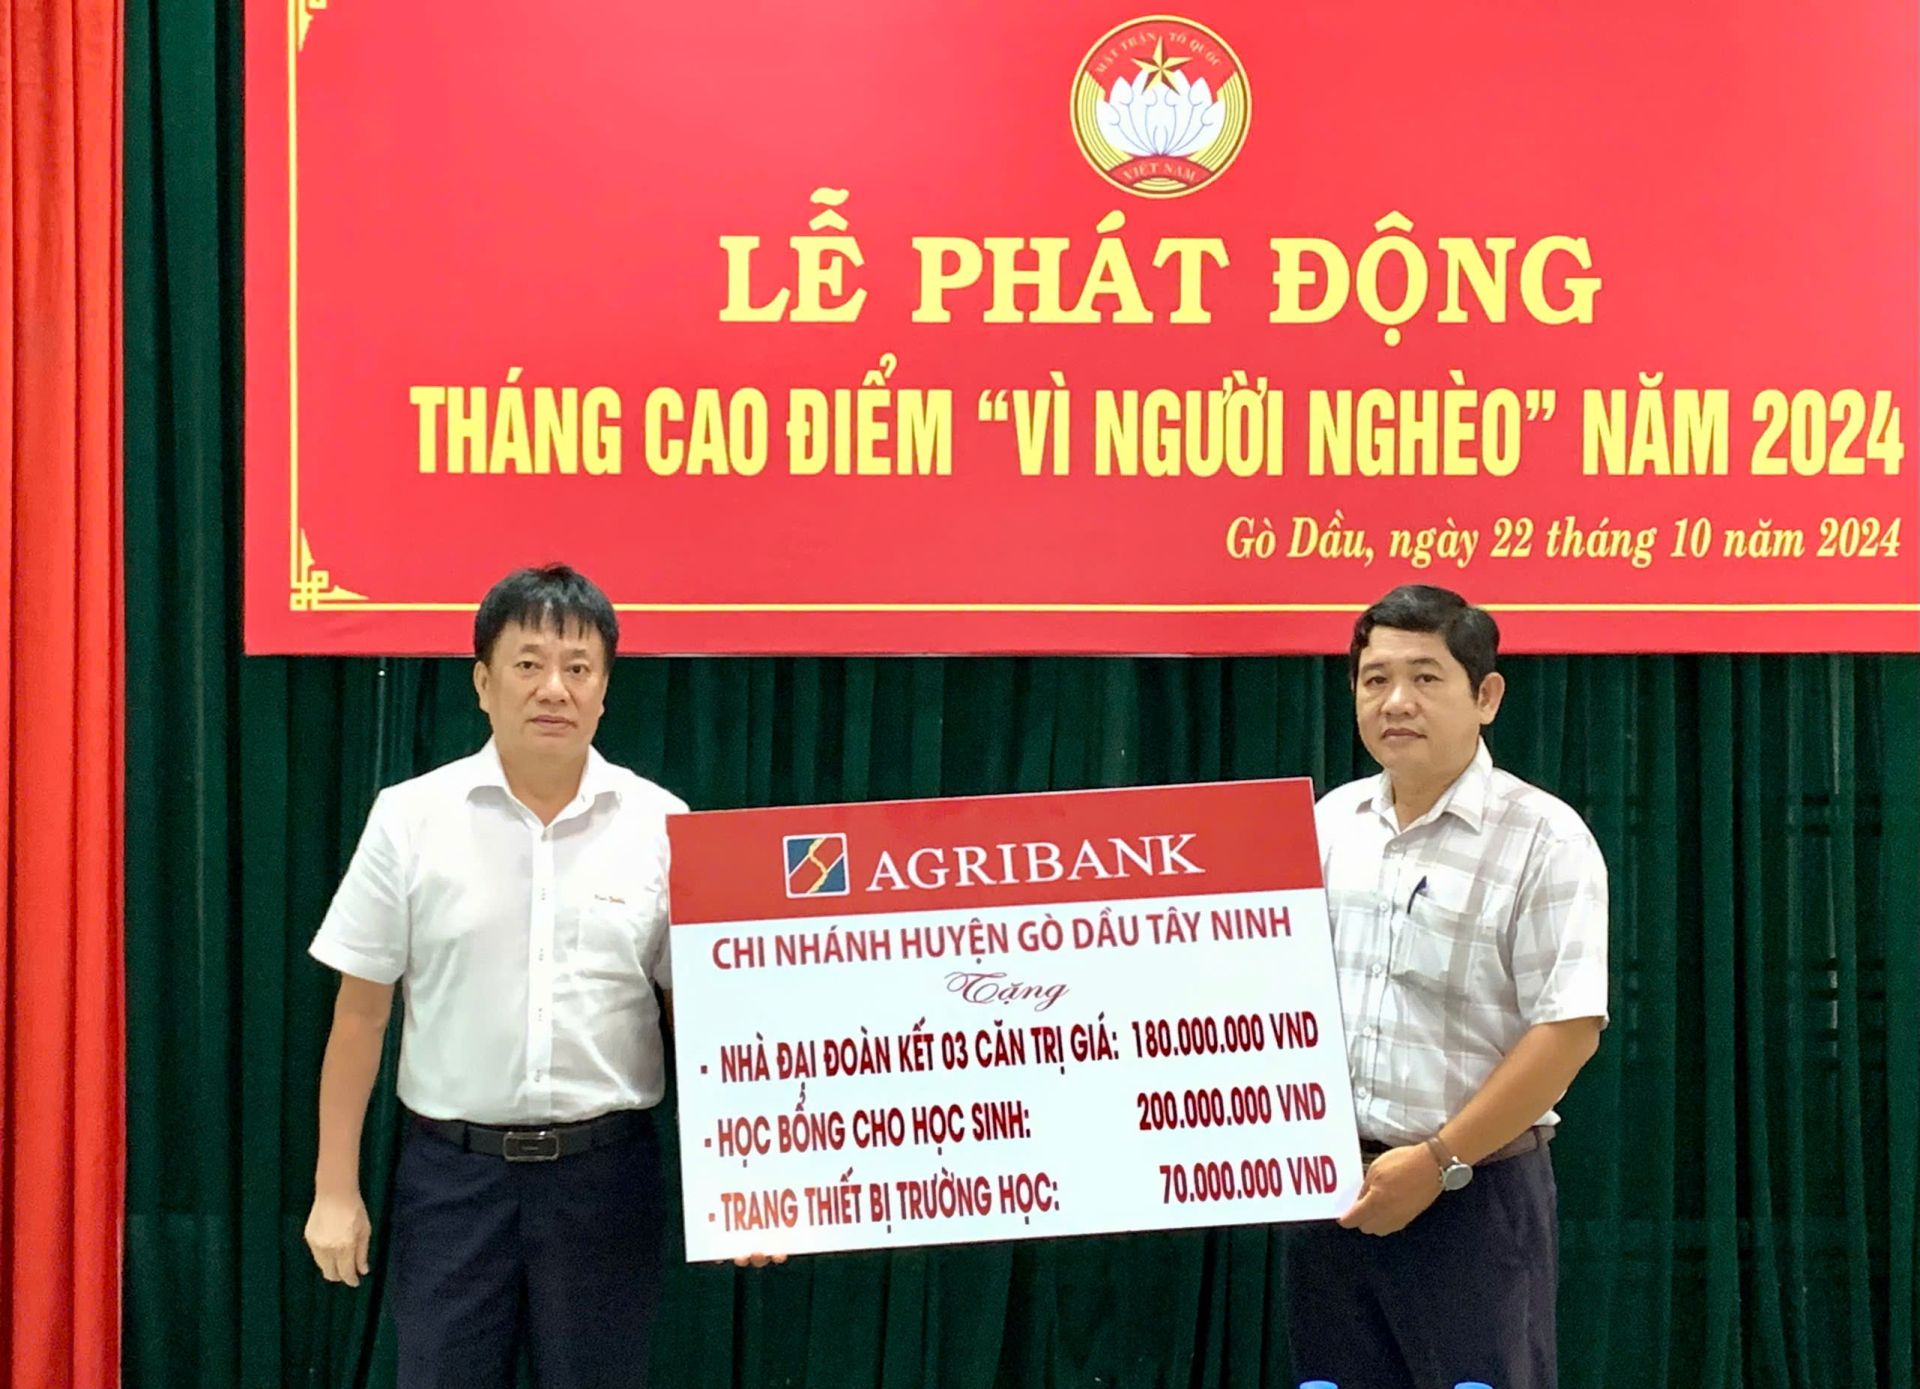 MẶT TRẬN TỔ QUỐC
VIỆT NAM
LỄ PHÁT ĐỘNG
THÁNG CAO ĐIỂM “VÌ NGƯỜI NGHÈO” NĂM 2024
Gò Dầu, ngày 22 tháng 10 năm 2024
AGRIBANK
CHI NHÁNH HUYỆN GÒ DẦU TÂY NINH
Tặng
- NHÀ ĐẠI ĐOÀN KẾT 03 CĂN TRỊ GIÁ: 180.000.000 VND
- HỌC BỔNG CHO HỌC SINH: 200.000.000 VND
- TRANG THIẾT BỊ TRƯỜNG HỌC: 70.000.000 VND